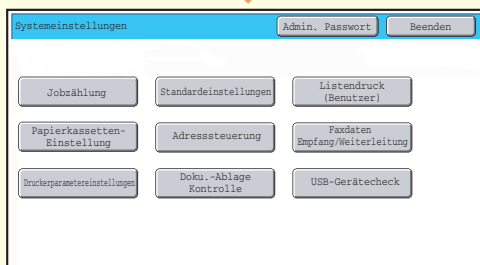 Systemeinstellungen Admin. Passwort Beenden
Jobzählung Standardeinstellungen Listendruck
(Benutzer)
Papierkassetten-
Einstellung Adresssteuerung Faxdaten
Empfang/Weiterleitung
Druckerparametereinstellungen Doku.-Ablage
Kontrolle USB-Gerätecheck